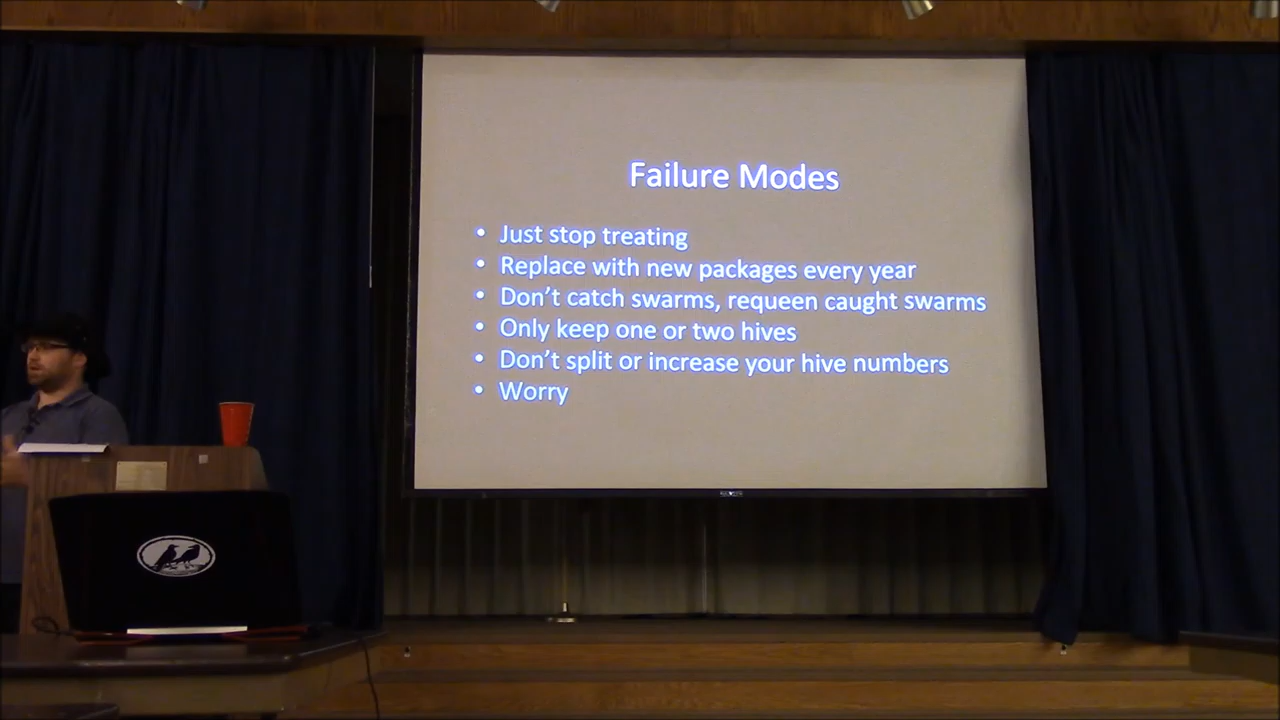 Failure Modes
• Just stop treating
• Replace with new packages every year
• Don't catch swarms, requeen caught swarms
• Only keep one or two hives
• Don't split or increase your hive numbers
• Worry